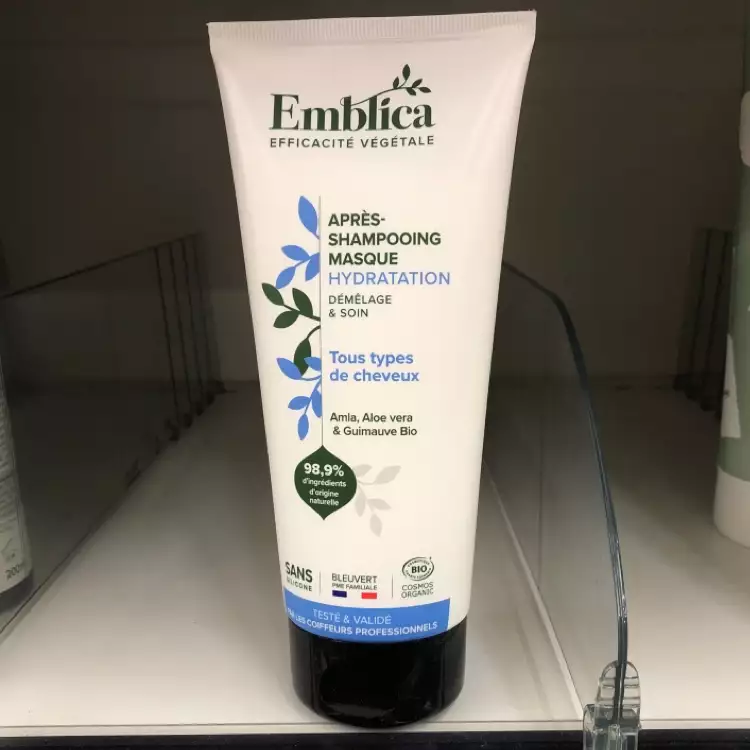 Emblica
EFFICACITÉ VÉGÉTALE
APRÈS-
SHAMPOOING
MASQUE
HYDRATATION
DÉMÊLAGE
& SOIN
Tous types
de cheveux
Amla, Aloe vera
& Guimauve Bio
98,9%
d'ingrédients
d'origine
naturelle
SANS
SILICONE
BLEUVERT
PME FAMILIALE
BIO
COSMOS
ORGANIC
TESTÉ & VALIDÉ
PAR LES COIFFEURS PROFESSIONNELS